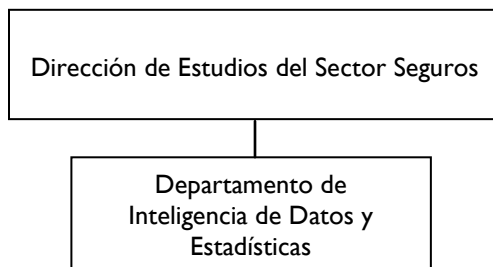 Dirección de Estudios del Sector Seguros
Departamento de
Inteligencia de Datos y
Estadísticas